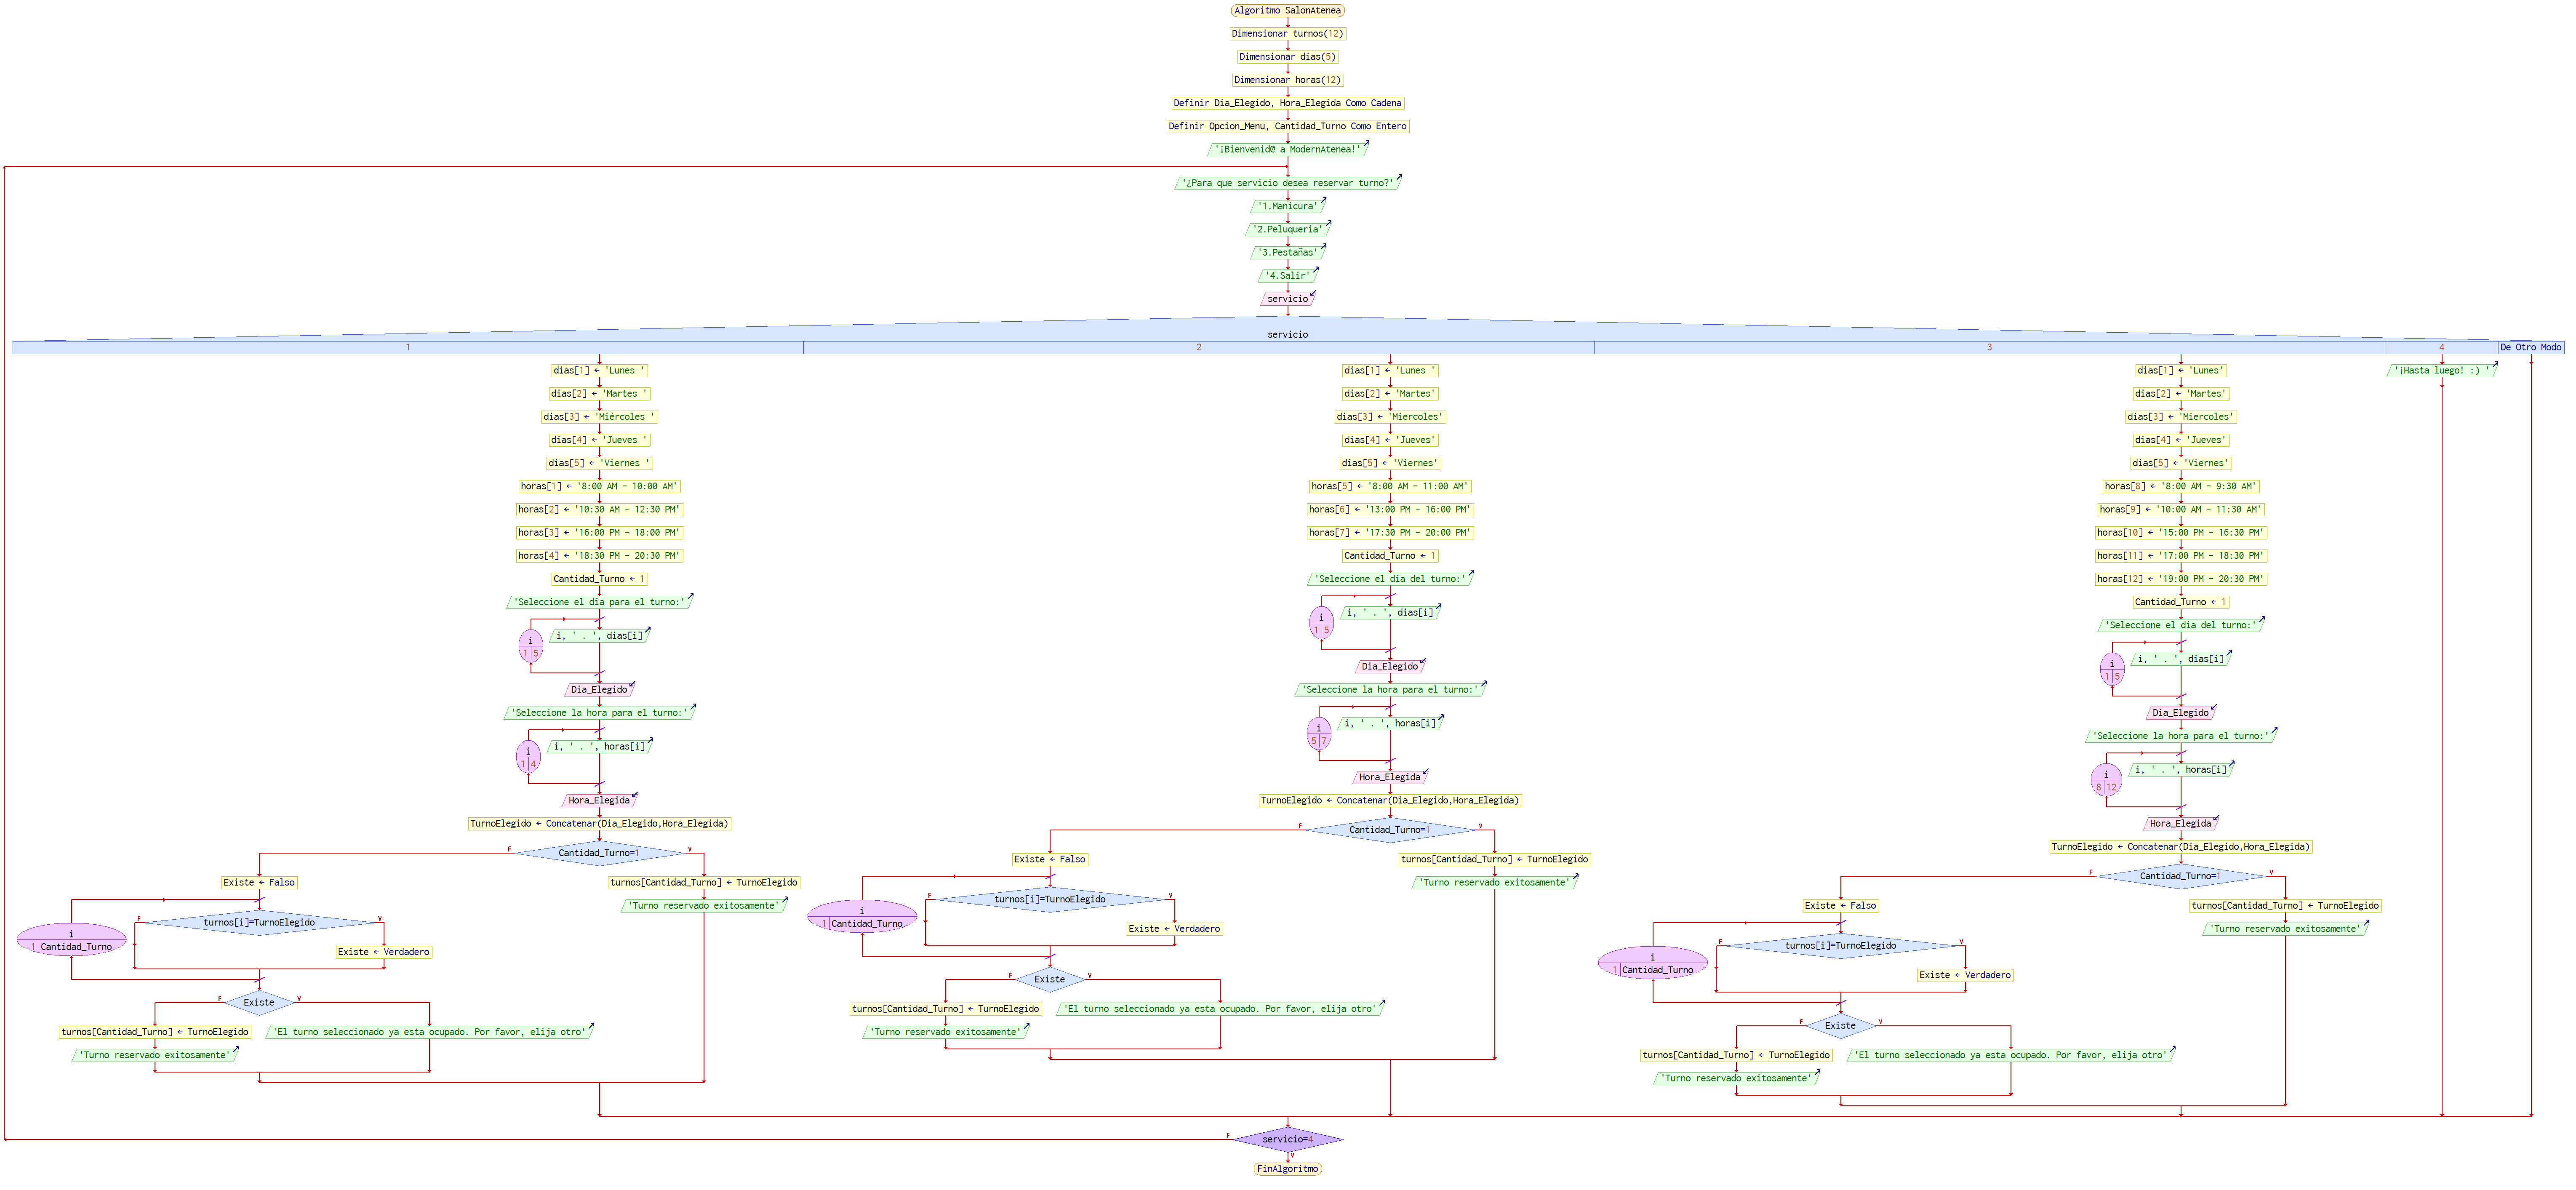 Algoritmo SalonAtenea
Dimensionar turnos(12)
Dimensionar dias(5)
Dimensionar horas(12)
Definir Dia_Elegido, Hora_Elegida Como Cadena
Definir Opcion_Menu, Cantidad_Turno Como Entero
'¡Bienvenid@ a ModernAtenea!'
'¿Para que servicio desea reservar turno?'
'1.Manicura'
'2.Peluqueria'
'3.Pestañas'
'4.Salir'
servicio
servicio
1
2
3
4
De Otro Modo
dias[1] ← 'Lunes '
dias[2] ← 'Martes '
dias[3] ← 'Miércoles '
dias[4] ← 'Jueves '
dias[5] ← 'Viernes '
horas[1] ← '8:00 AM - 10:00 AM'
horas[2] ← '10:30 AM - 12:30 PM'
horas[3] ← '16:00 PM - 18:00 PM'
horas[4] ← '18:30 PM - 20:30 PM'
Cantidad_Turno ← 1
'Seleccione el dia para el turno:'
i
1 5
i, ' . ', dias[i]
Dia_Elegido
'Seleccione la hora para el turno:'
i
1 4
i, ' . ', horas[i]
Hora_Elegida
TurnoElegido ← Concatenar(Dia_Elegido,Hora_Elegida)
F
Cantidad_Turno=1
V
Existe ← Falso
i
1 Cantidad_Turno
F
turnos[i]=TurnoElegido
V
Existe ← Verdadero
F
Existe
V
turnos[Cantidad_Turno] ← TurnoElegido
'Turno reservado exitosamente'
'El turno seleccionado ya esta ocupado. Por favor, elija otro'
turnos[Cantidad_Turno] ← TurnoElegido
'Turno reservado exitosamente'
dias[1] ← 'Lunes '
dias[2] ← 'Martes'
dias[3] ← 'Miercoles'
dias[4] ← 'Jueves'
dias[5] ← 'Viernes'
horas[5] ← '8:00 AM - 11:00 AM'
horas[6] ← '13:00 PM - 16:00 PM'
horas[7] ← '17:30 PM - 20:00 PM'
Cantidad_Turno ← 1
'Seleccione el dia del turno:'
i
1 5
i, ' . ', dias[i]
Dia_Elegido
'Seleccione la hora para el turno:'
i
5 7
i, ' . ', horas[i]
Hora_Elegida
TurnoElegido ← Concatenar(Dia_Elegido,Hora_Elegida)
F
Cantidad_Turno=1
V
Existe ← Falso
i
1 Cantidad_Turno
F
turnos[i]=TurnoElegido
V
Existe ← Verdadero
F
Existe
V
turnos[Cantidad_Turno] ← TurnoElegido
'Turno reservado exitosamente'
'El turno seleccionado ya esta ocupado. Por favor, elija otro'
turnos[Cantidad_Turno] ← TurnoElegido
'Turno reservado exitosamente'
dias[1] ← 'Lunes'
dias[2] ← 'Martes'
dias[3] ← 'Miercoles'
dias[4] ← 'Jueves'
dias[5] ← 'Viernes'
horas[8] ← '8:00 AM - 9:30 AM'
horas[9] ← '10:00 AM - 11:30 AM'
horas[10] ← '15:00 PM - 16:30 PM'
horas[11] ← '17:00 PM - 18:30 PM'
horas[12] ← '19:00 PM - 20:30 PM'
Cantidad_Turno ← 1
'Seleccione el dia del turno:'
i
1 5
i, ' . ', dias[i]
Dia_Elegido
'Seleccione la hora para el turno:'
i
8 12
i, ' . ', horas[i]
Hora_Elegida
TurnoElegido ← Concatenar(Dia_Elegido,Hora_Elegida)
F
Cantidad_Turno=1
V
Existe ← Falso
i
1 Cantidad_Turno
F
turnos[i]=TurnoElegido
V
Existe ← Verdadero
F
Existe
V
turnos[Cantidad_Turno] ← TurnoElegido
'Turno reservado exitosamente'
'El turno seleccionado ya esta ocupado. Por favor, elija otro'
turnos[Cantidad_Turno] ← TurnoElegido
'Turno reservado exitosamente'
'¡Hasta luego! :) '
F
servicio=4
V
FinAlgoritmo